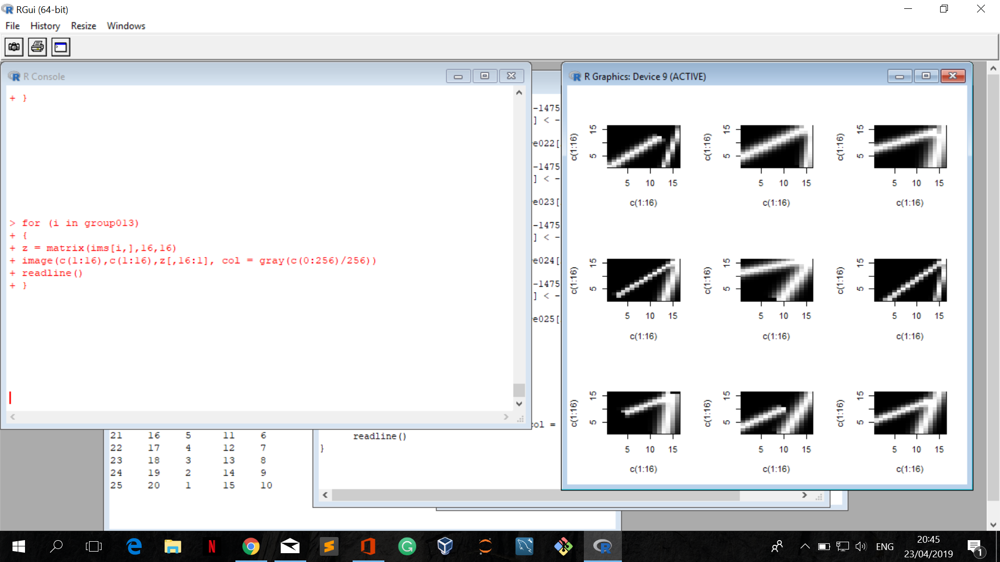 RGui (64-bit)
File History Resize Windows
R Console
+ }
> for (i in group013)
+ {
+ z = matrix(ims[i,],16,16)
+ image(c(1:16),c(1:16),z[,16:1], col = gray(c(0:256)/256))
+ readline()
+ }
-1475
] < -
e022[
-1475
] < -
e023[
-1475
] < -
e024[
-1475
] < -
e025[
col =
readline()
}
21 16 5 11 6
22 17 4 12 7
23 18 3 13 8
24 19 2 14 9
25 20 1 15 10
R Graphics: Device 9 (ACTIVE)
c(1:16) 5 15 c(1:16) 5 15 c(1:16) 5 15
5 10 15 5 10 15 5 10 15
c(1:16) c(1:16) c(1:16)
c(1:16) 5 15 c(1:16) 5 15 c(1:16) 5 15
5 10 15 5 10 15 5 10 15
c(1:16) c(1:16) c(1:16)
c(1:16) 5 15 c(1:16) 5 15 c(1:16) 5 15
5 10 15 5 10 15 5 10 15
c(1:16) c(1:16) c(1:16)
ENG
20:45
23/04/2019
1